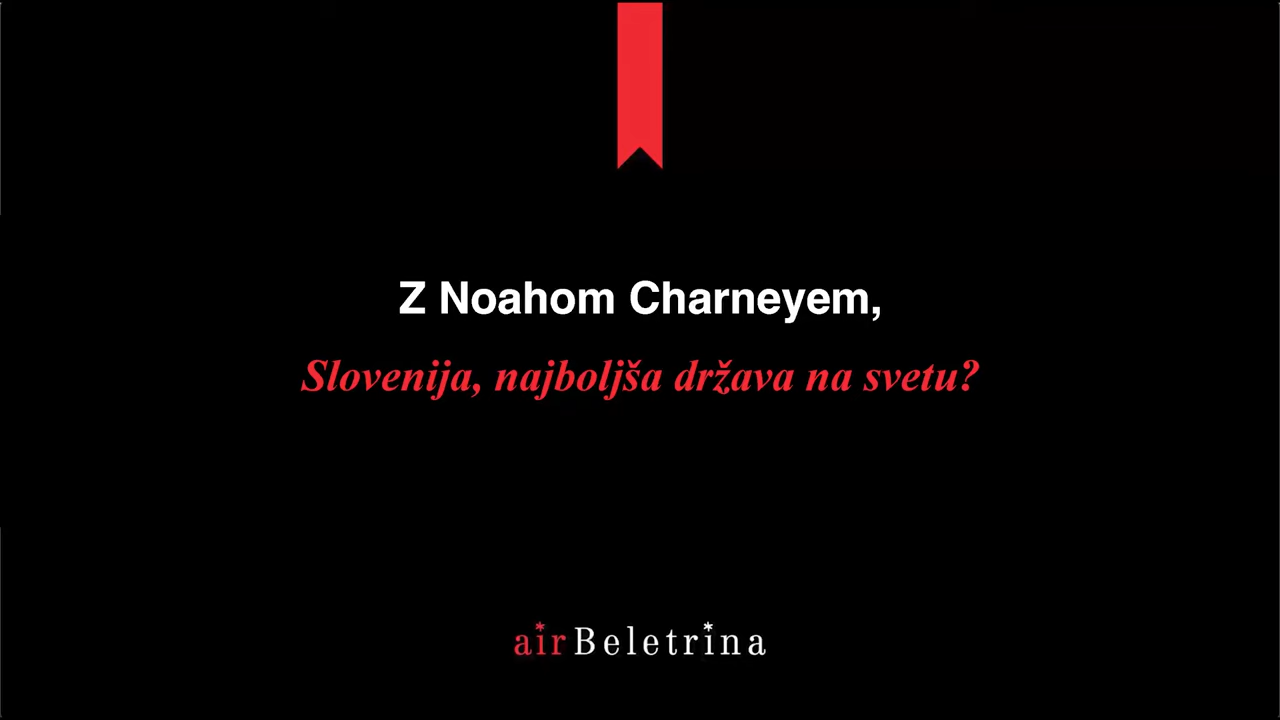 Z Noahom Charneyem,
Slovenija, najboljša država na svetu?
airBeletrina